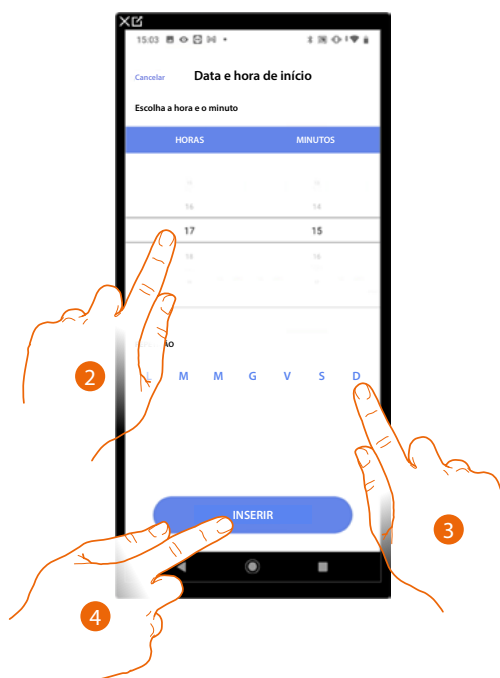 15:03
Cancelar Data e hora de início
Escolha a hora e o minuto
HORAS MINUTOS
16 14
17 15
18 16
ÃO
L M M G V S D
INSERIR
2
3
4